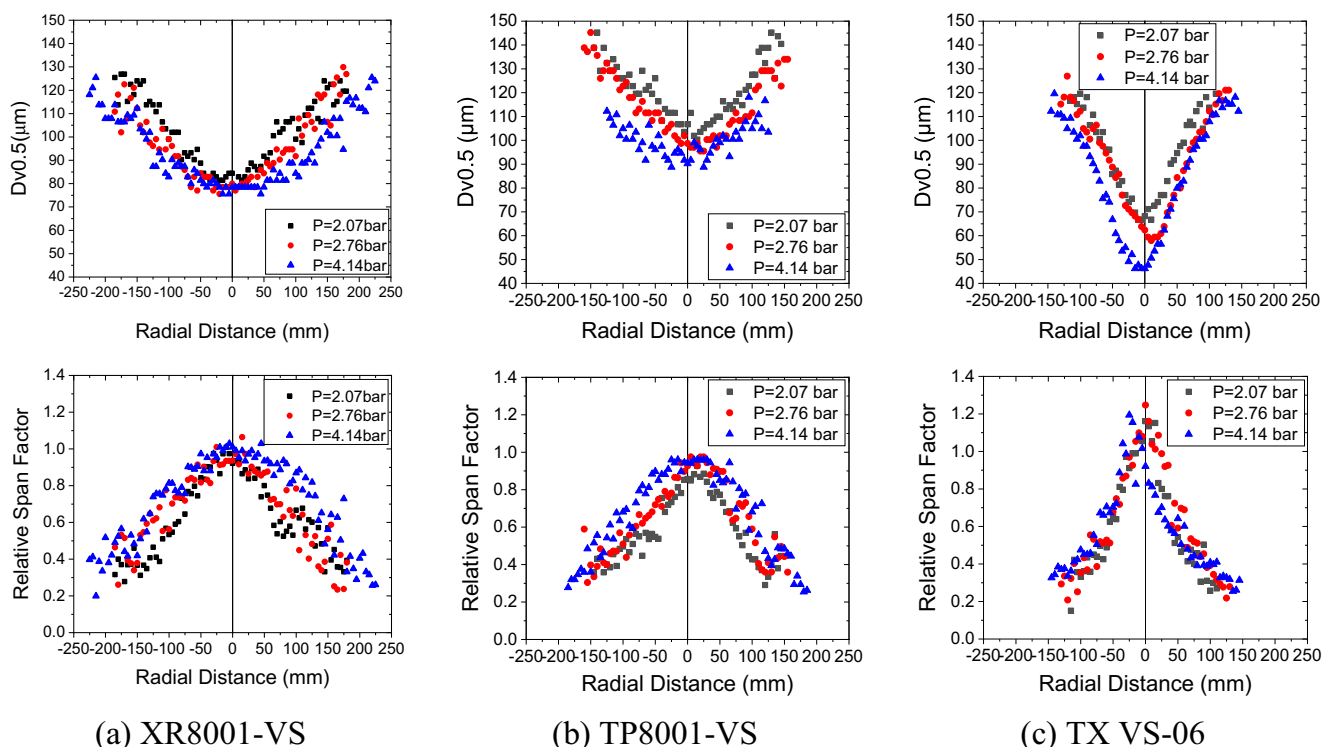 150
140
130
120
110
100
90
80
70
60
50
40
Dv0.5(μm)
P=2.07bar
P=2.76bar
P=4.14bar
-250-200-150-100 -50 0 50 100 150 200 250
Radial Distance (mm)
150
140
130
120
110
100
90
80
70
60
50
40
Dv0.5 (μm)
P=2.07 bar
P=2.76 bar
P=4.14 bar
-250-200-150-100 -50 0 50 100 150 200 250
Radial Distance (mm)
150
140
130
120
110
100
90
80
70
60
50
40
Dv0.5 (μm)
P=2.07 bar
P=2.76 bar
P=4.14 bar
-250-200-150-100 -50 0 50 100 150 200 250
Radial Distance (mm)
1.4
1.2
1.0
0.8
0.6
0.4
0.2
0.0
Relative Span Factor
P=2.07bar
P=2.76bar
P=4.14bar
-250-200-150-100 -50 0 50 100 150 200 250
Radial Distance (mm)
1.4
1.2
1.0
0.8
0.6
0.4
0.2
0.0
Relative Span Factor
P=2.07 bar
P=2.76 bar
P=4.14 bar
-250-200-150-100 -50 0 50 100 150 200 250
Radial Distance (mm)
1.4
1.2
1.0
0.8
0.6
0.4
0.2
0.0
Relative Span Factor
P=2.07 bar
P=2.76 bar
P=4.14 bar
-250-200-150-100 -50 0 50 100 150 200 250
Radial Distance (mm)
(a) XR8001-VS
(b) TP8001-VS
(c) TX VS-06